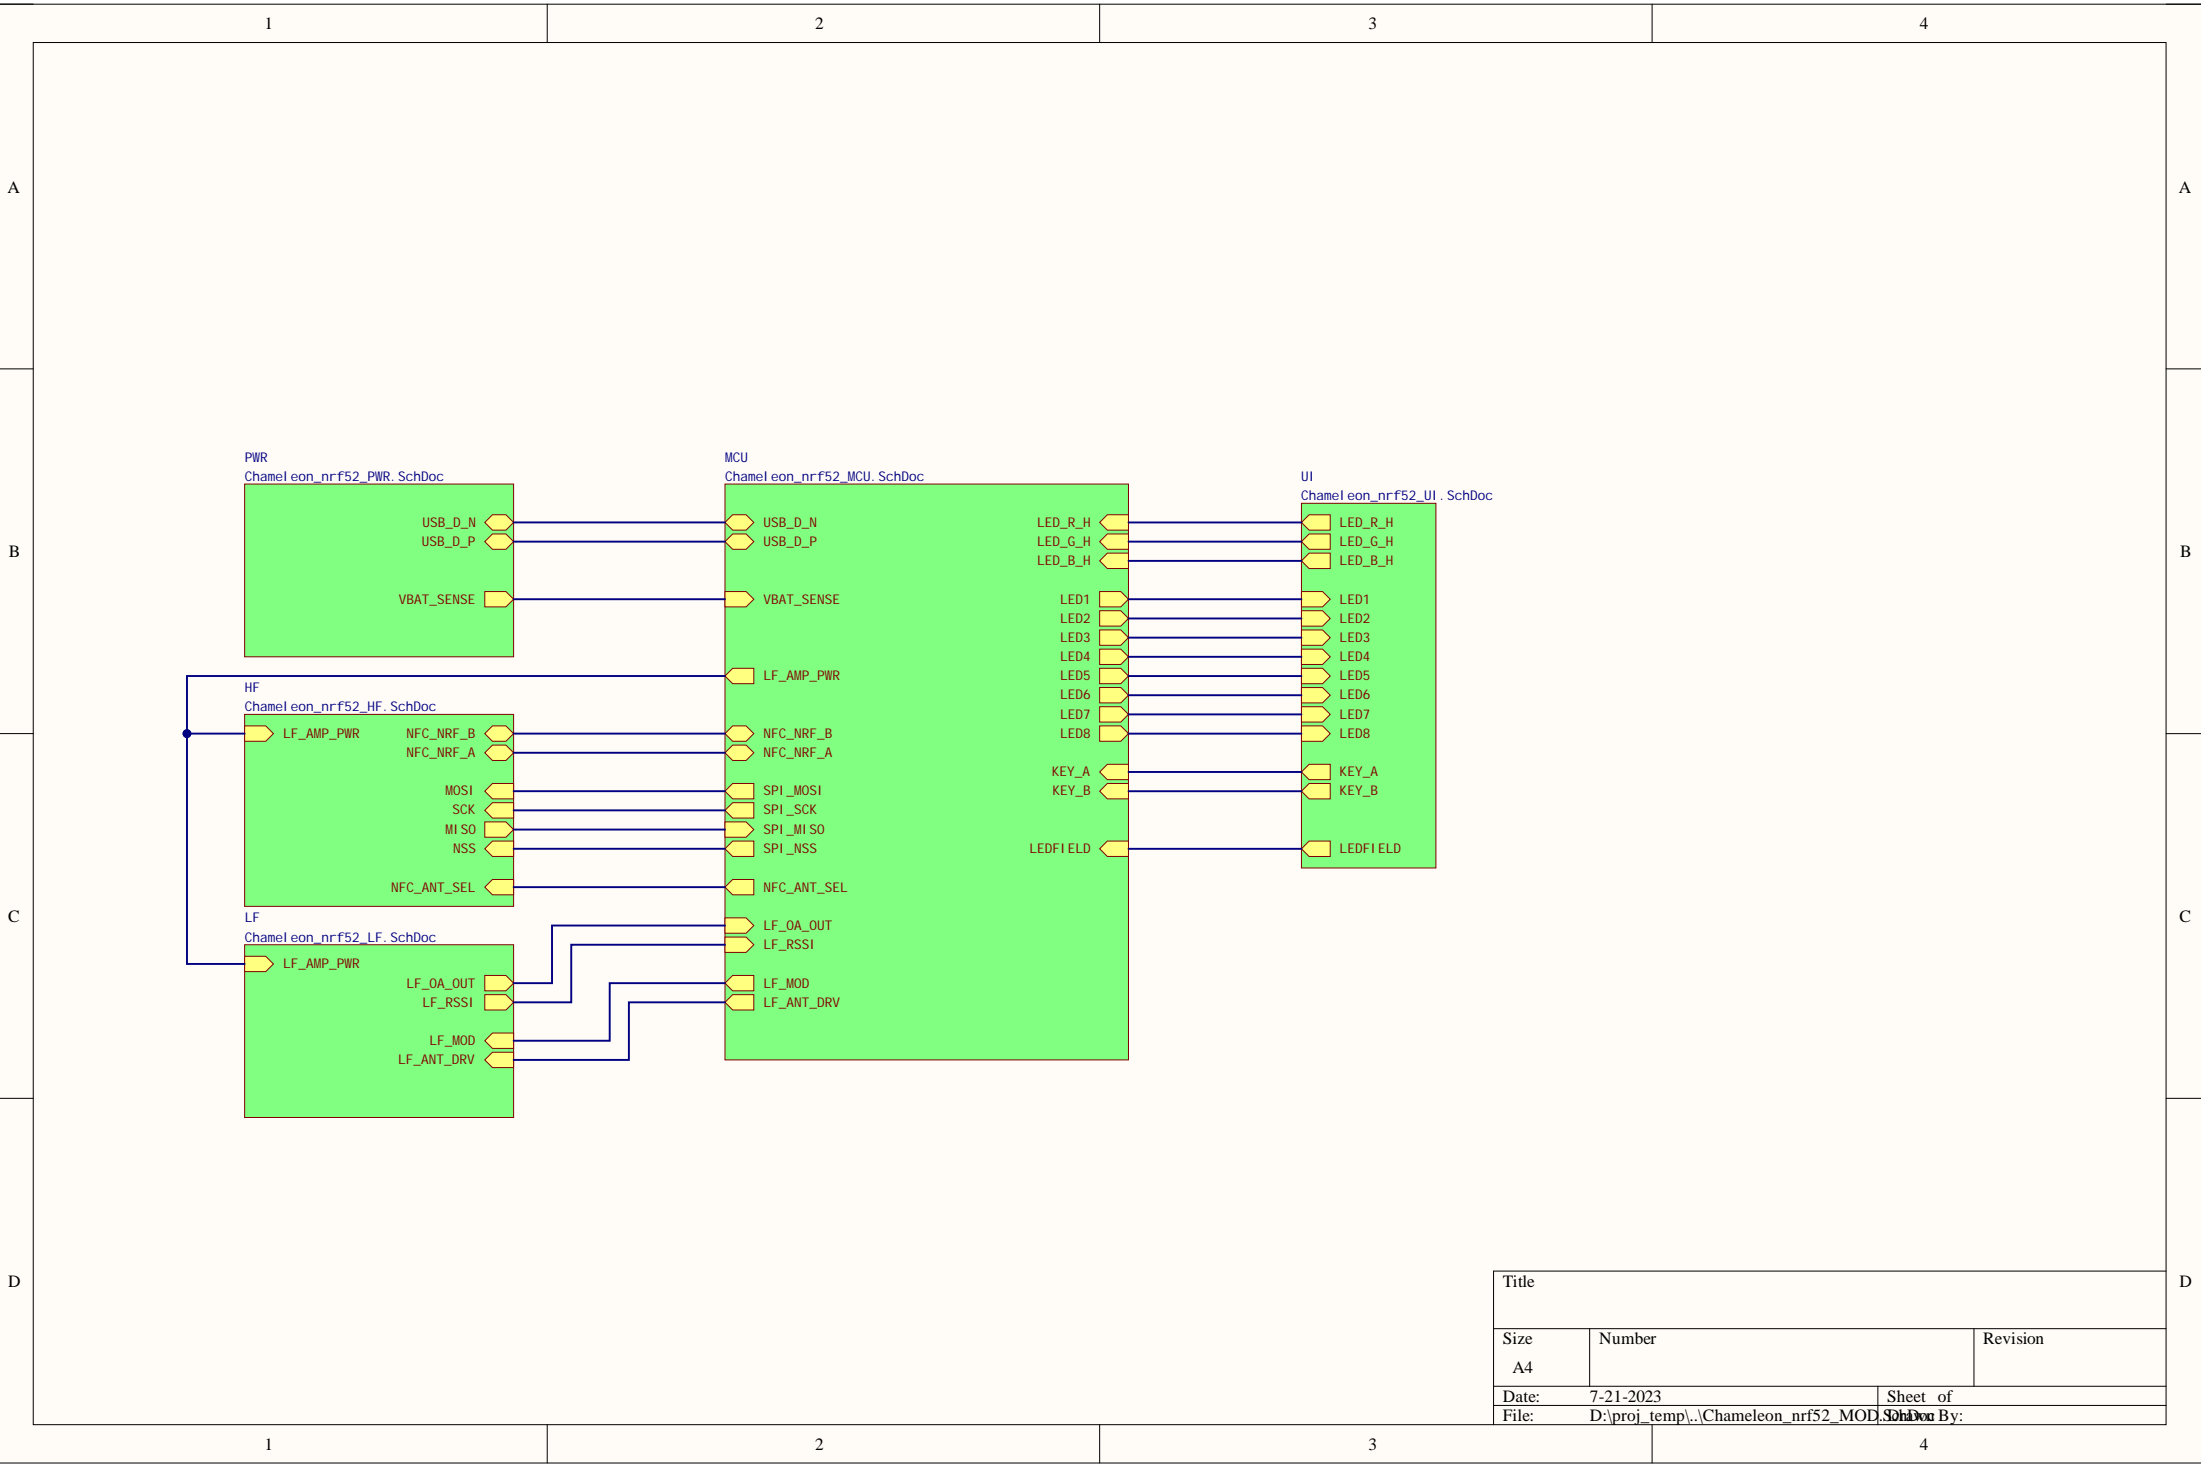 1 2 3 4
A A
PWR
Chameleon_nrf52_PWR.SchDoc
MCU
Chameleon_nrf52_MCU.SchDoc
UI
Chameleon_nrf52_UI.SchDoc
USB_D_N USB_D_N LED_R_H LED_R_H
USB_D_P USB_D_P LED_G_H LED_G_H
B B
LED_B_H LED_B_H
VBAT_SENSE VBAT_SENSE LED1 LED1
LED2 LED2
LED3 LED3
LED4 LED4
LF_AMP_PWR LED5 LED5
HF
Chameleon_nrf52_HF.SchDoc
LED6 LED6
LED7 LED7
LF_AMP_PWR NFC_NRF_B NFC_NRF_B LED8 LED8
NFC_NRF_A NFC_NRF_A
KEY_A KEY_A
MOSI SPI_MOSI KEY_B KEY_B
SCK SPI_SCK
MISO SPI_MISO
NSS SPI_NSS LEDFIELD LEDFIELD
NFC_ANT_SEL NFC_ANT_SEL
C C
LF
Chameleon_nrf52_LF.SchDoc
LF_OA_OUT
LF_RSSI
LF_AMP_PWR
LF_OA_OUT LF_MOD
LF_RSSI LF_ANT_DRV
LF_MOD
LF_ANT_DRV
D D
Title
Size Number Revision
A4
Date: 7-21-2023 Sheet of
File: D:\proj_temp\..\Chameleon_nrf52_MOD.SchDoc Drawn By:
1 2 3 4